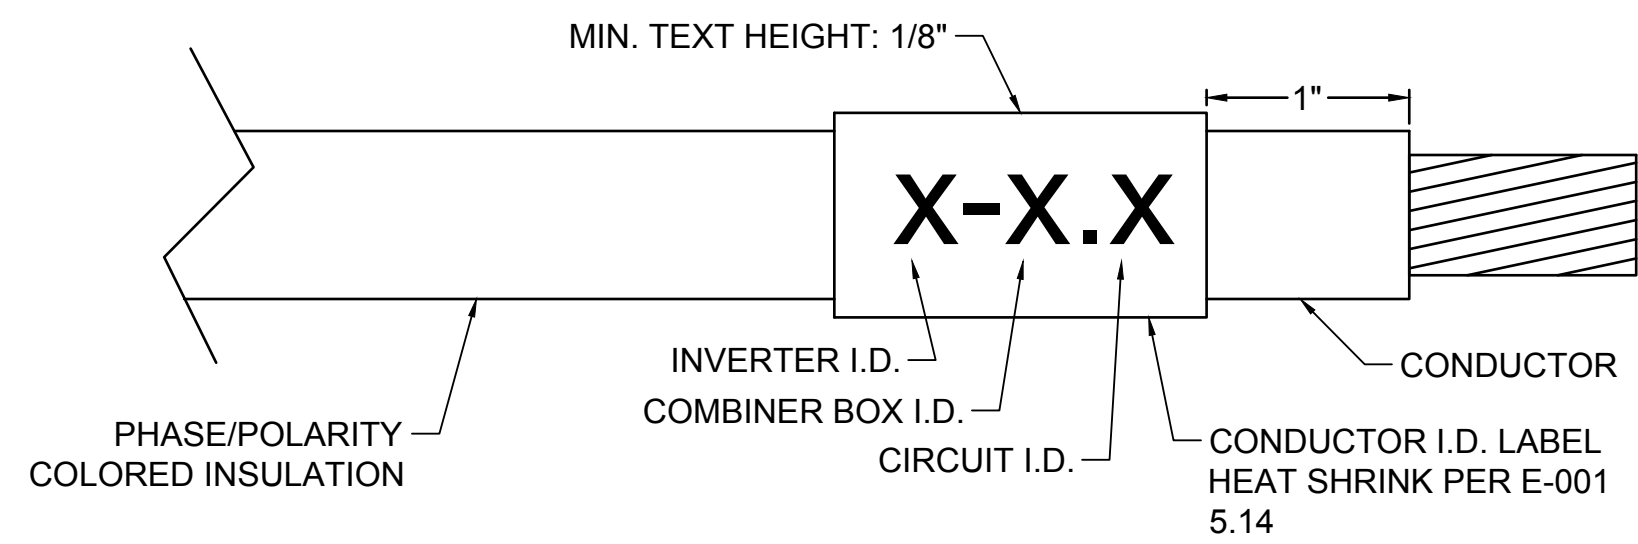 MIN. TEXT HEIGHT: 1/8"
1"
X-X.X
INVERTER I.D.
COMBINER BOX I.D.
CIRCUIT I.D.
CONDUCTOR
PHASE/POLARITY
COLORED INSULATION
CONDUCTOR I.D. LABEL
HEAT SHRINK PER E-001
5.14